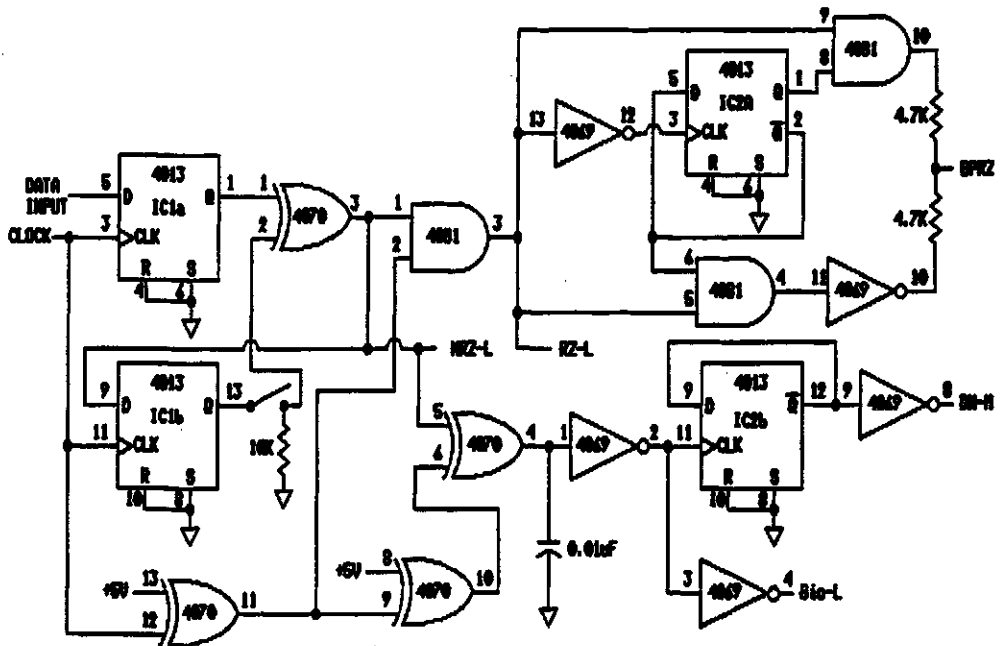 7
4081
10
8
5
4013
1
D
Q
IC2A
4.7K
13
4069
12
3
CLK
2
Q
R
S
4
6
BPRZ
4.7K
DATA
INPUT
5
4013
1
D
Q
IC1a
CLOCK
3
CLK
R
S
4
6
1
2
4070
3
1
2
4081
3
6
5
4081
4
11
4069
10
NRZ-L
RZ-L
9
4013
13
D
Q
IC1b
11
CLK
R
S
10
8
10K
5
6
4070
4
1
4069
2
9
4013
12
D
Q
IC2b
11
CLK
R
S
10
8
9
4069
8
DM-M
0.01uF
+5V
13
12
4070
11
+5V
8
9
4070
10
3
4069
4
Bio-L